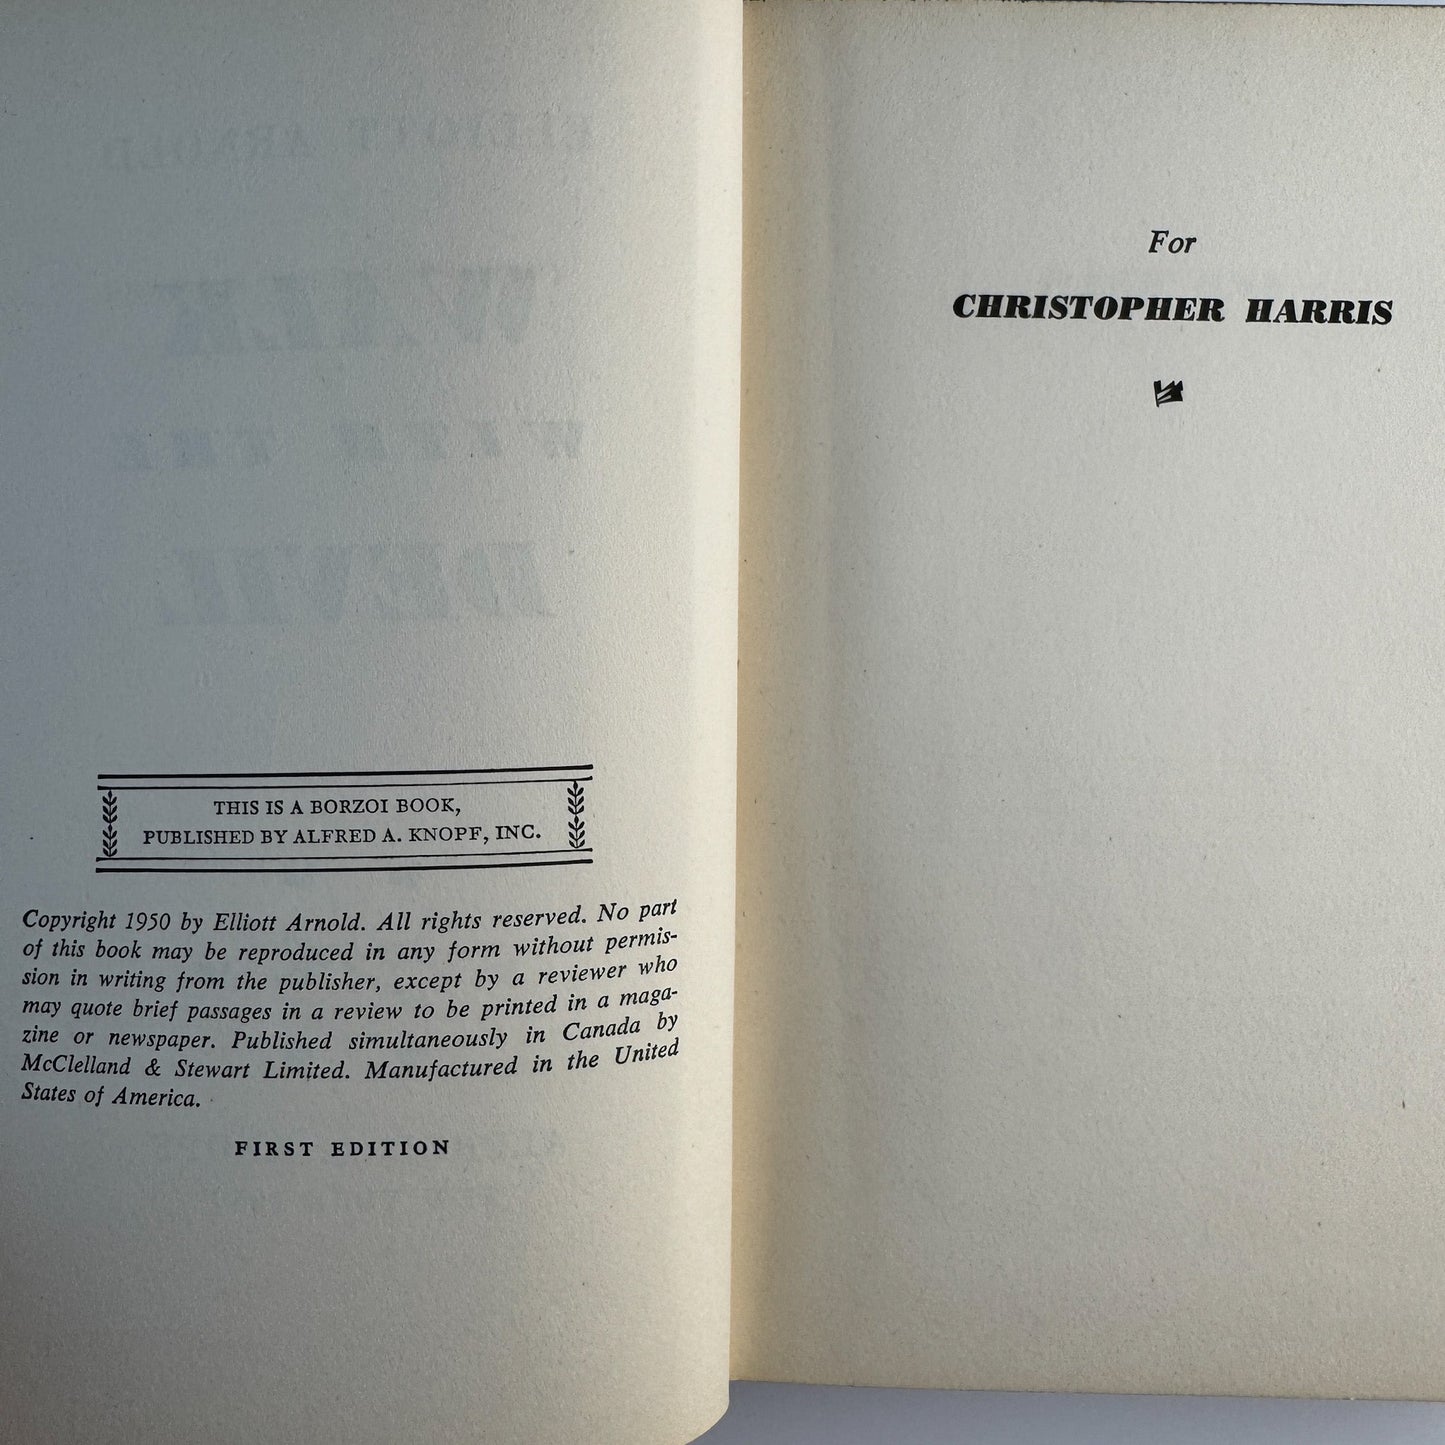 THIS IS A BORZOI BOOK,
PUBLISHED BY ALFRED A. KNOPF, INC.
Copyright 1950 by Elliott Arnold. All rights reserved. No part
of this book may be reproduced in any form without permis-
sion in writing from the publisher, except by a reviewer who
may quote brief passages in a review to be printed in a maga-
zine or newspaper. Published simultaneously in Canada by
McClelland & Stewart Limited. Manufactured in the United
States of America.
FIRST EDITION
For
CHRISTOPHER HARRIS